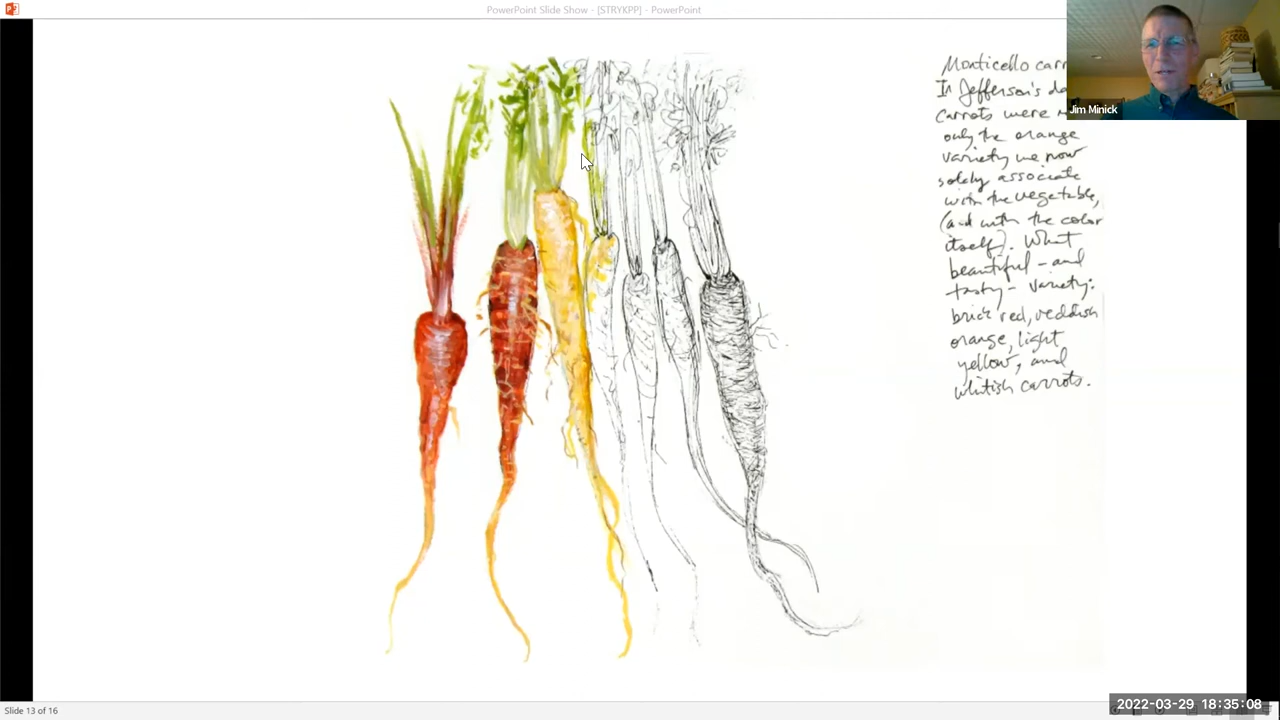 PowerPoint Slide Show - [STRYKPP] - PowerPoint
Monticello
In Jefferson's
carrots were
only the orange
variety we now
solely associate
with the vegetable,
(and with the color
itself). What
beautiful - and
tasty - variety:
brick red, reddish
orange, light
yellow, and
whitish carrots.
Jim Minick
Slide 13 of 16
2022-03-29 18:35:08